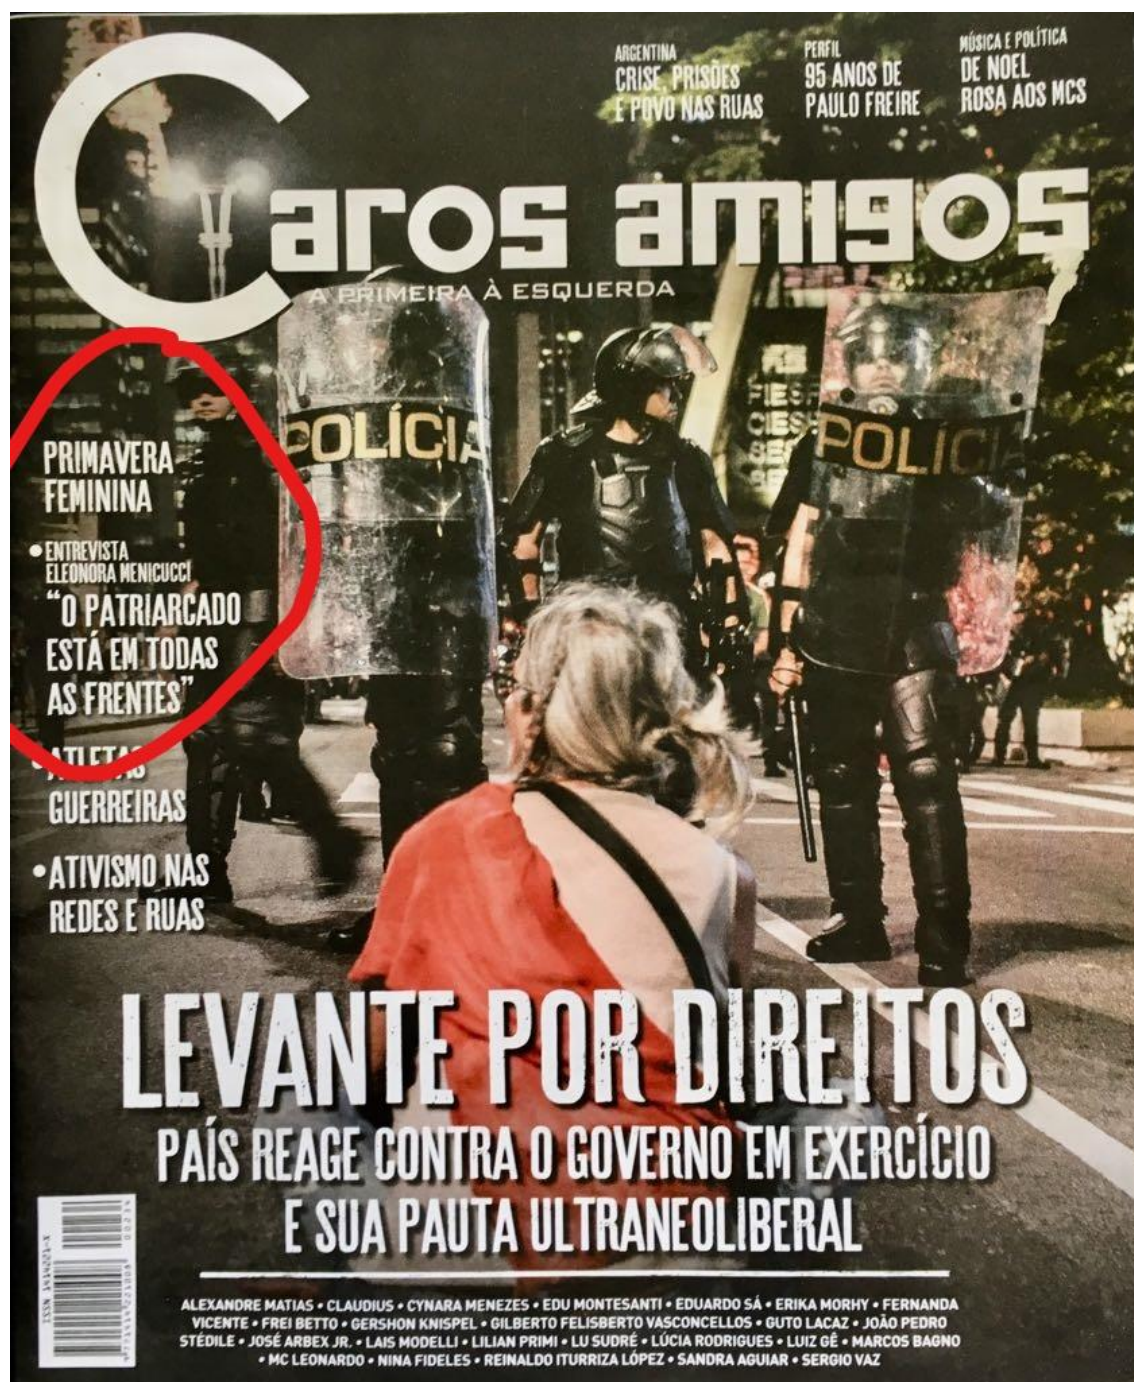 ARGENTINA
CRISE, PRISÕES
E POVO NAS RUAS
PERFIL
95 ANOS DE
PAULO FREIRE
MÚSICA E POLÍTICA
DE NOEL
ROSA AOS MCS
Caros amigos
A PRIMEIRA À ESQUERDA
POLÍCIA
POLÍCIA
PRIMAVERA
FEMININA
• ENTREVISTA
ELEONORA MENICUCCI
“O PATRIARCADO
ESTÁ EM TODAS
AS FRENTES”
• ATLETAS
GUERREIRAS
• ATIVISMO NAS
REDES E RUAS
LEVANTE POR DIREITOS
PAÍS REAGE CONTRA O GOVERNO EM EXERCÍCIO
E SUA PAUTA ULTRANEOLIBERAL
ALEXANDRE MATIAS • CLAUDIUS • CYNARA MENEZES • EDU MONTESANTI • EDUARDO SÁ • ERIKA MORHY • FERNANDA
VICENTE • FREI BETTO • GERSHON KNISPEL • GILBERTO FELISBERTO VASCONCELLOS • GUTO LACAZ • JOÃO PEDRO
STÉDILE • JOSÉ ARBEX JR. • LAIS MODELLI • LILIAN PRIMI • LU SUDRÉ • LÚCIA RODRIGUES • LUIZ GÊ • MARCOS BAGNO
• MC LEONARDO • NINA FIDELES • REINALDO ITURRIZA LÓPEZ • SANDRA AGUIAR • SERGIO VAZ
ISSN 1414221-X